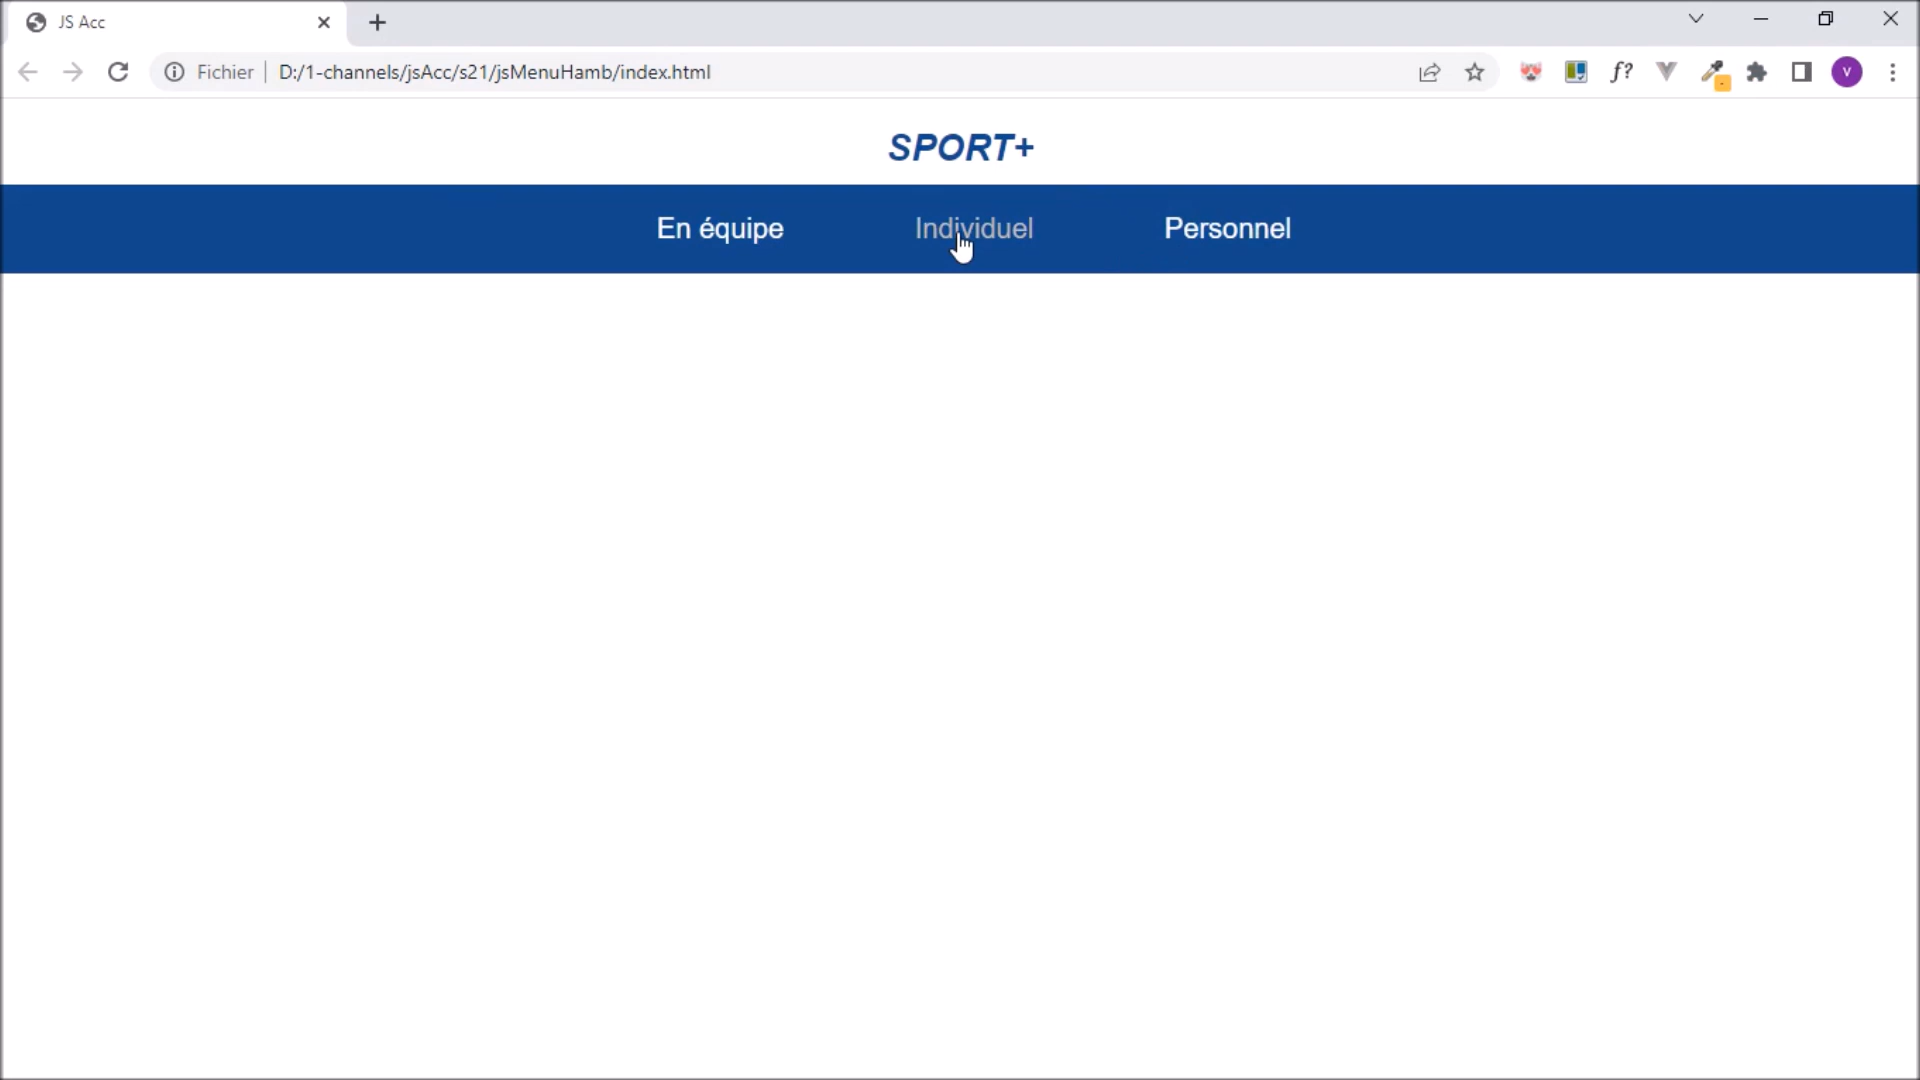 JS Acc
Fichier D:/1-channels/jsAcc/s21/jsMenuHamb/index.html
f?
V
SPORT+
En équipe Individuel Personnel